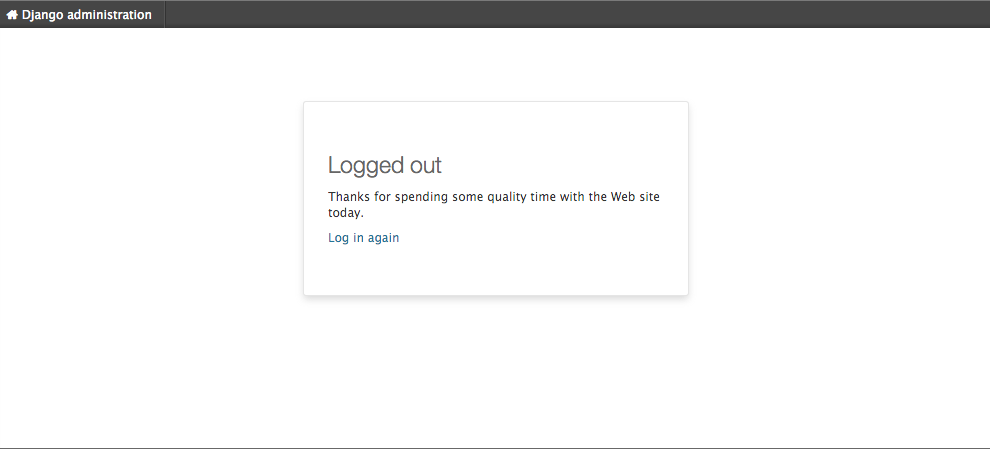 Django administration
Logged out
Thanks for spending some quality time with the Web site
today.
Log in again